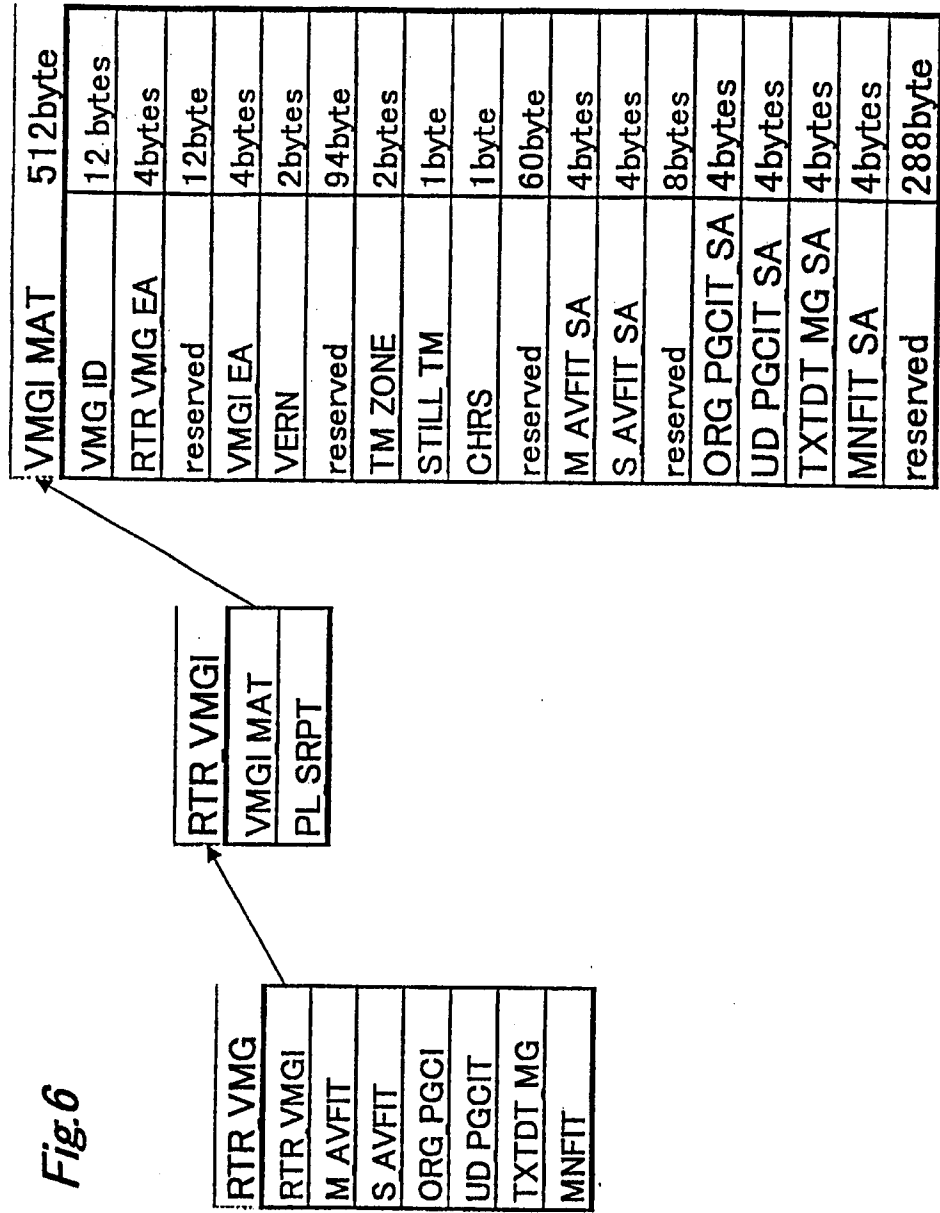 Fig.6
RTR VMG
RTR VMGI
M AVFIT
S AVFIT
ORG PGCI
UD PGCIT
TXTDT MG
MNFIT
RTR VMGI
VMGI MAT
PL SRPT
VMGI MAT 512byte
VMG ID 12 bytes
RTR VMG EA 4bytes
reserved 12byte
VMGI EA 4bytes
VERN 2bytes
reserved 94byte
TM ZONE 2bytes
STILL TM 1byte
CHRS 1byte
reserved 60byte
M AVFIT SA 4bytes
S AVFIT SA 4bytes
reserved 8bytes
ORG PGCIT SA 4bytes
UD PGCIT SA 4bytes
TXTDT MG SA 4bytes
MNFIT SA 4bytes
reserved 288byte